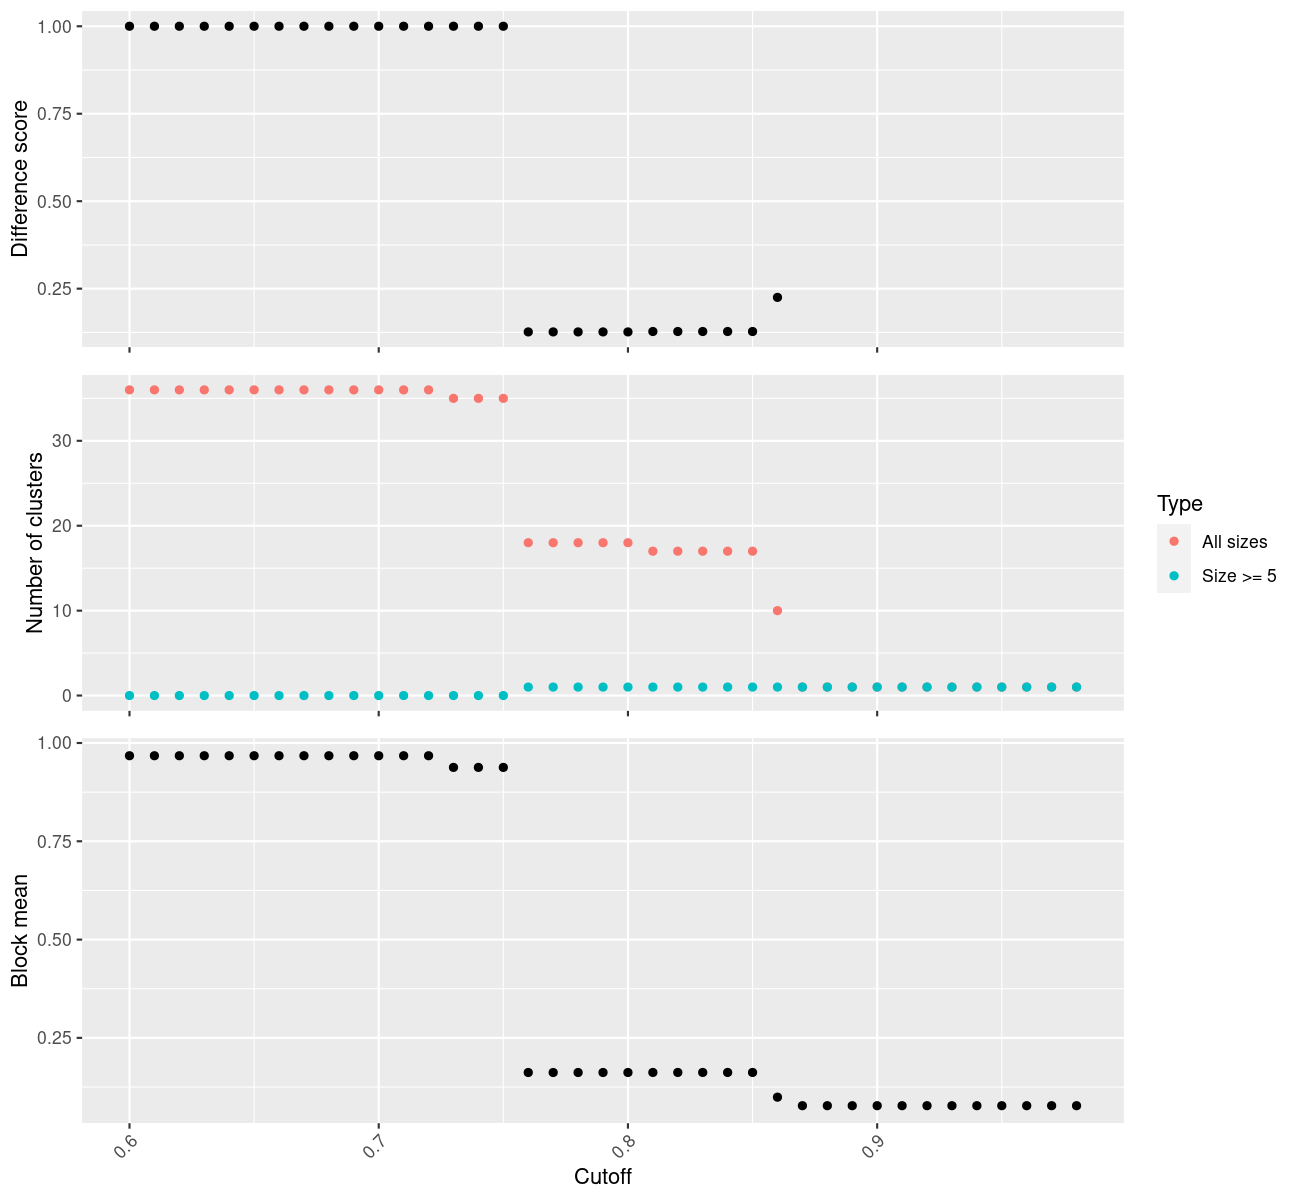 1.00
0.75
0.50
0.25
Difference score
30
20
10
0
Number of clusters
Type
All sizes
Size >= 5
1.00
0.75
0.50
0.25
Block mean
0.6
0.7
0.8
0.9
Cutoff